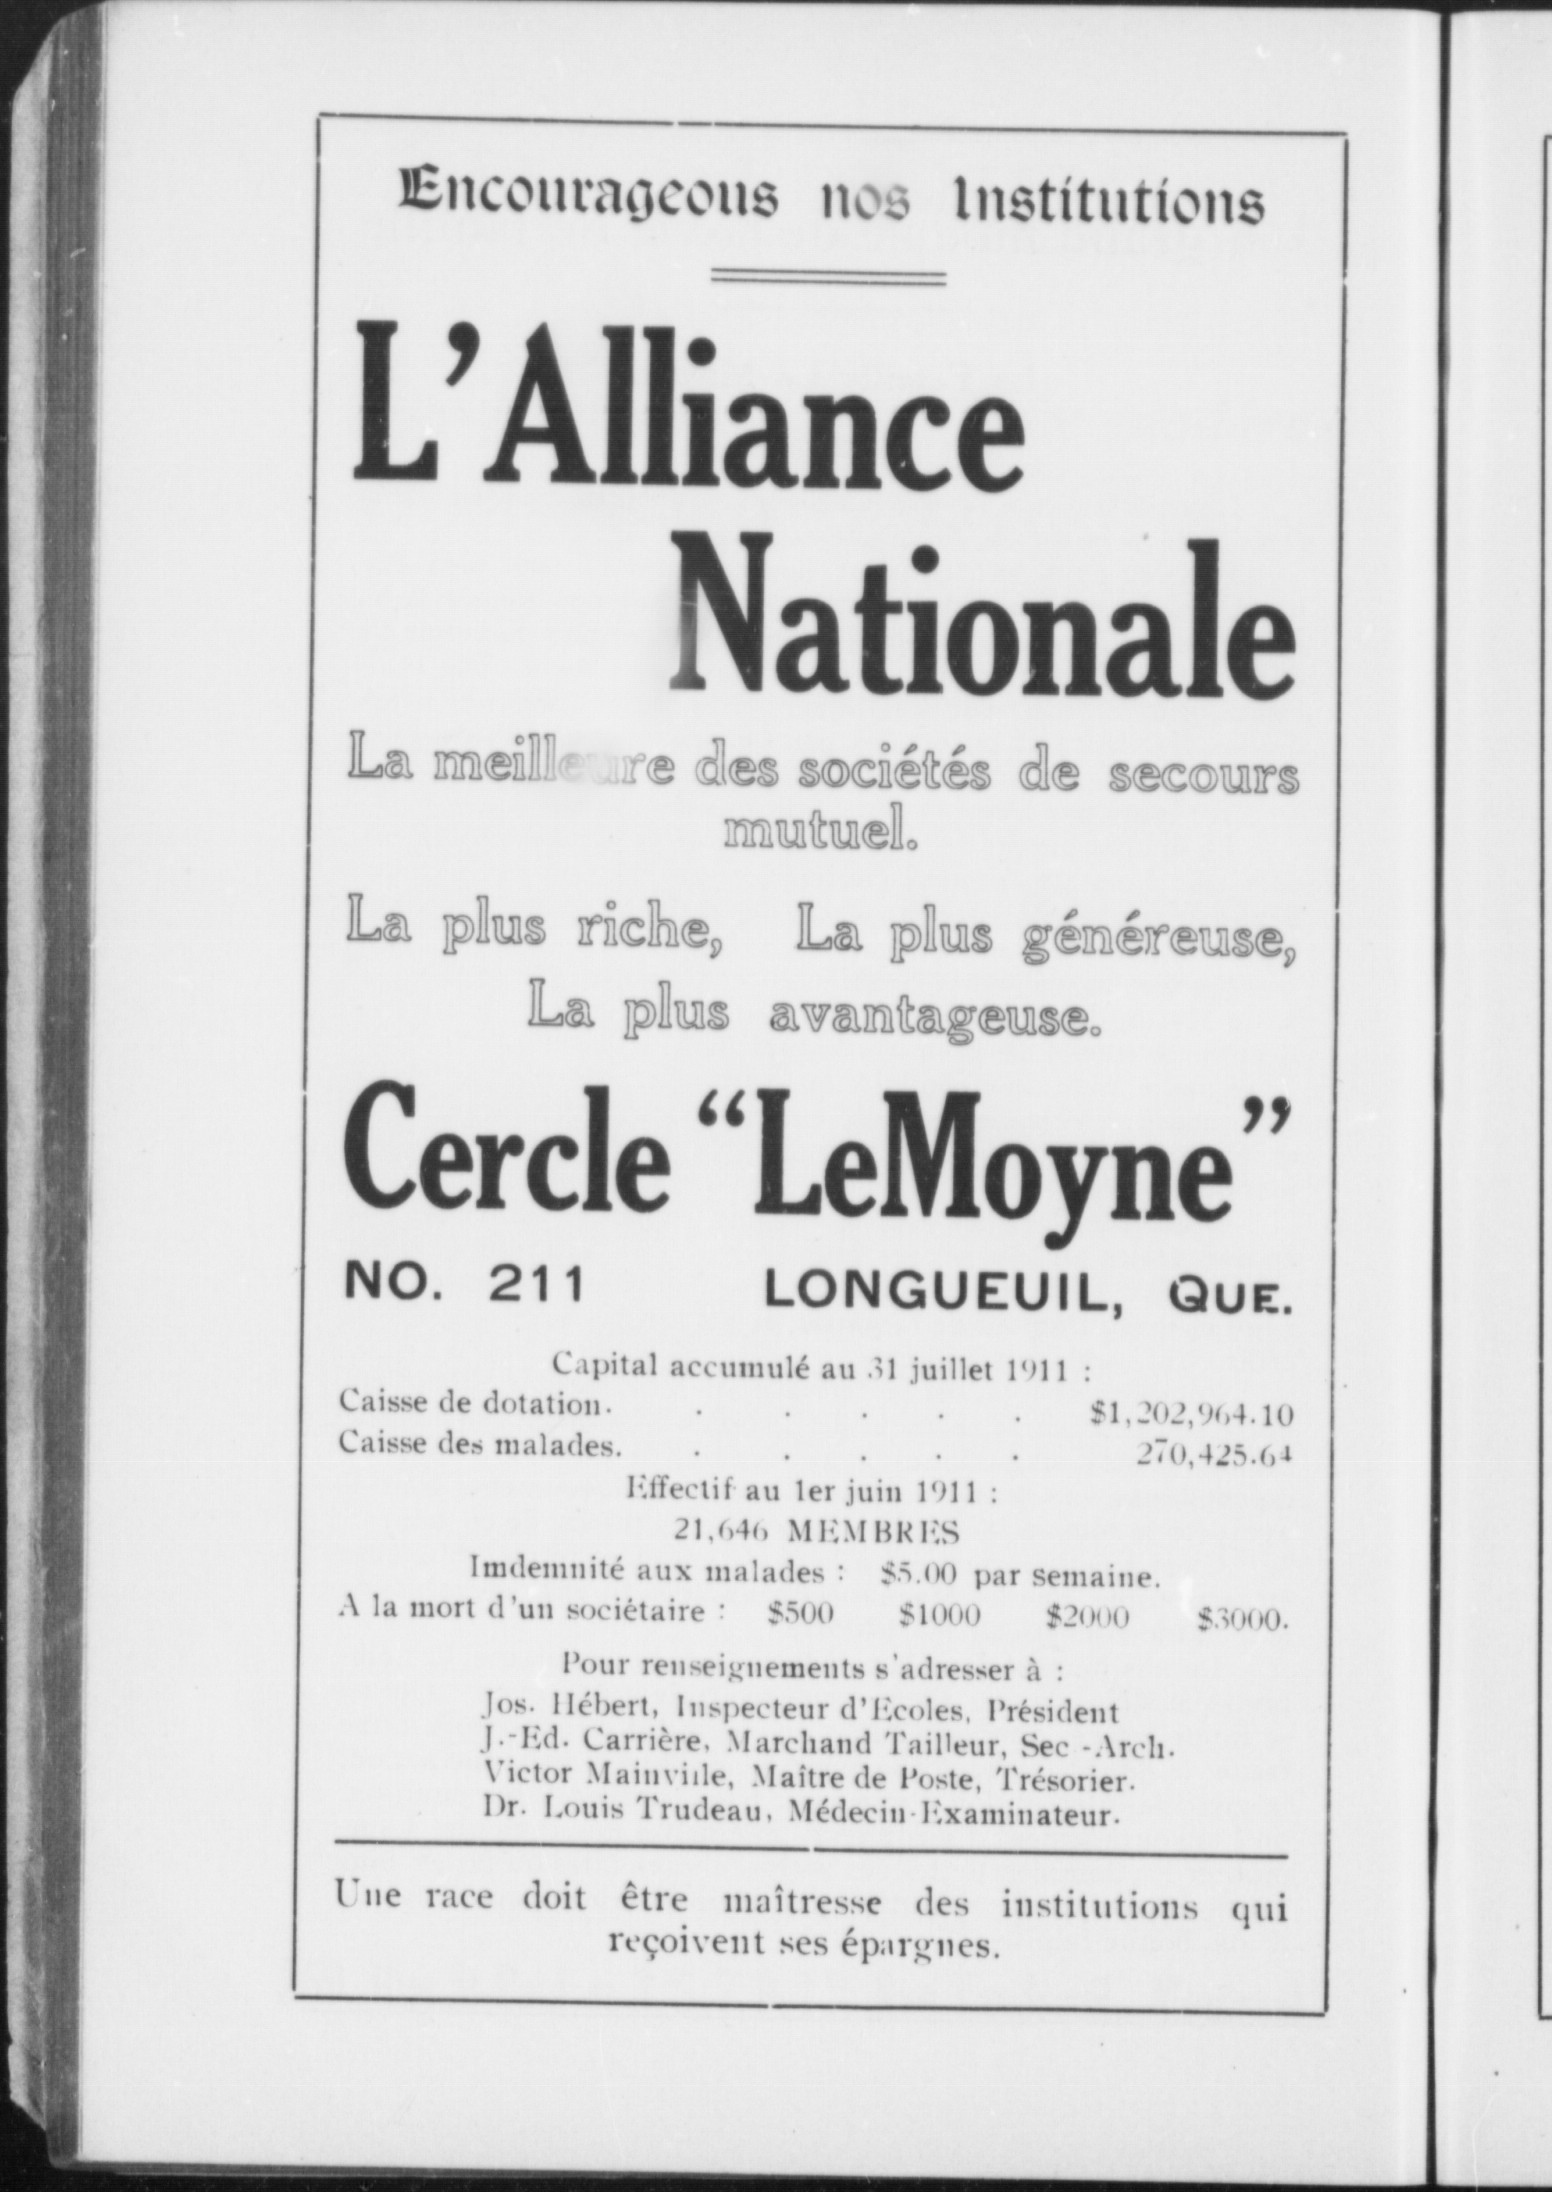 Encourageous nos Institutions
L'Alliance
Nationale
La meilleure des sociétés de secours
mutuel.
La plus riche, La plus généreuse,
La plus avantageuse.
Cercle "LeMoyne"
NO. 211 LONGUEUIL, QUE.
Capital accumulé au 31 juillet 1911 :
Caisse de dotation. . . . . . $1,202,964.10
Caisse des malades. . . . . . 270,425.64
Effectif au 1er juin 1911 :
21,646 MEMBRES
Imdemnité aux malades : $5.00 par semaine.
A la mort d'un sociétaire : $500 $1000 $2000 $3000.
Pour renseignements s'adresser à :
Jos. Hébert, Inspecteur d'Ecoles, Président
J.-Ed. Carrière, Marchand Tailleur, Sec -Arch.
Victor Mainville, Maître de Poste, Trésorier.
Dr. Louis Trudeau, Médecin-Examinateur.
Une race doit être maîtresse des institutions qui
reçoivent ses épargnes.